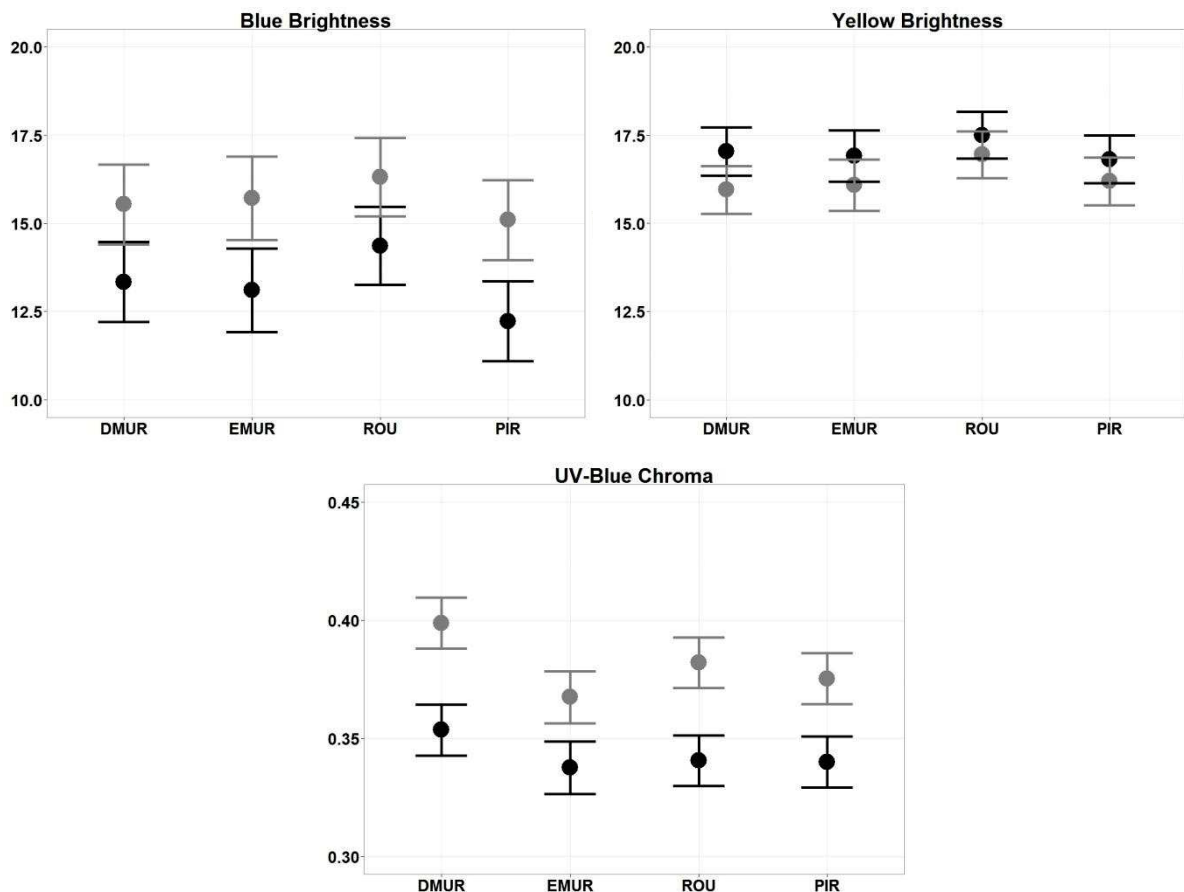 Blue Brightness
20.0
17.5
15.0
12.5
10.0
DMUR EMUR ROU PIR
Yellow Brightness
20.0
17.5
15.0
12.5
10.0
DMUR EMUR ROU PIR
UV-Blue Chroma
0.45
0.40
0.35
0.30
DMUR EMUR ROU PIR